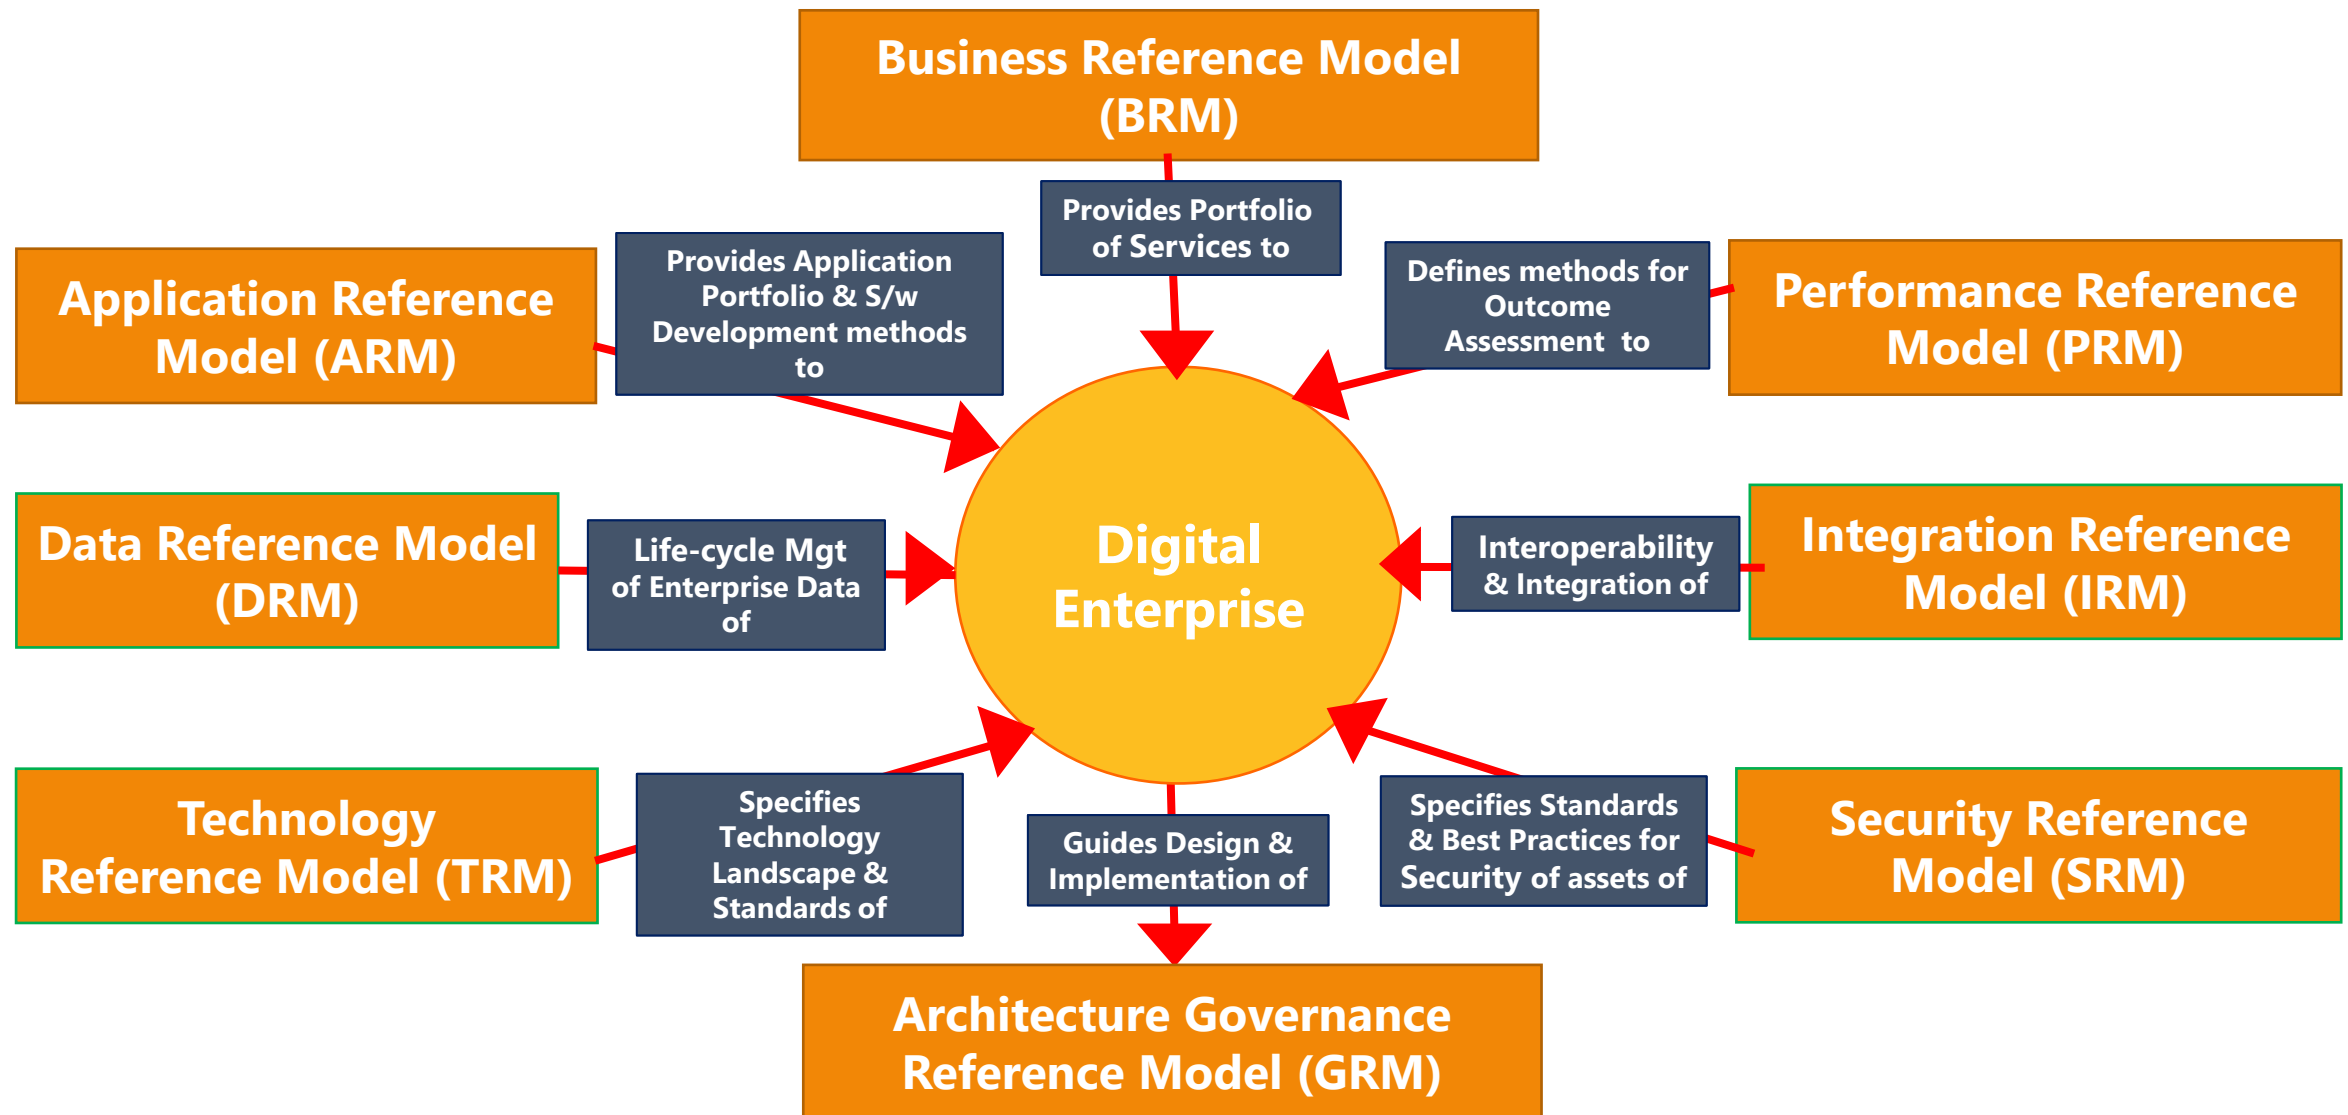 Business Reference Model
(BRM)
Provides Portfolio
of Services to
Application Reference
Model (ARM)
Provides Application
Portfolio & S/w
Development methods
to
Defines methods for
Outcome
Assessment to
Performance Reference
Model (PRM)
Data Reference Model
(DRM)
Life-cycle Mgt
of Enterprise Data
of
Digital
Enterprise
Interoperability
& Integration of
Integration Reference
Model (IRM)
Technology
Reference Model (TRM)
Specifies
Technology
Landscape &
Standards of
Guides Design &
Implementation of
Specifies Standards
& Best Practices for
Security of assets of
Security Reference
Model (SRM)
Architecture Governance
Reference Model (GRM)